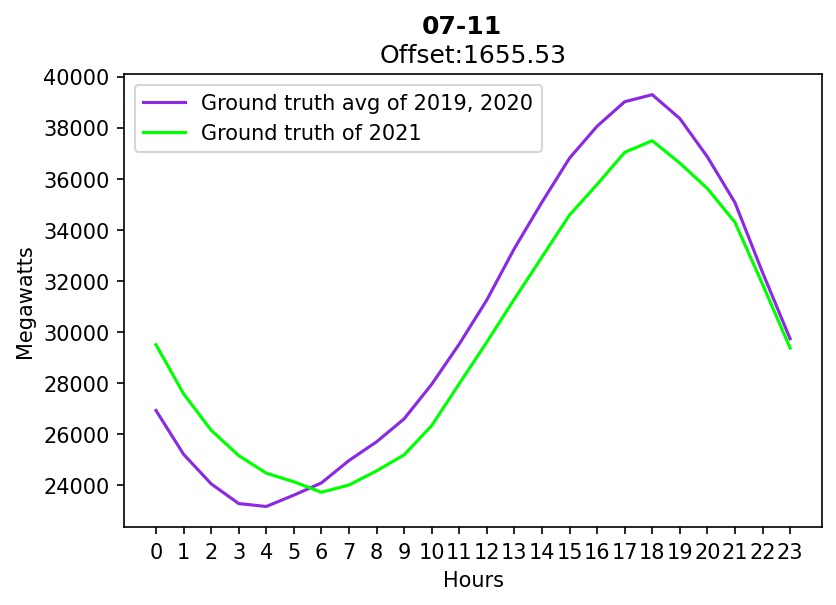 07-11
Offset:1655.53
40000
38000
36000
34000
32000
30000
28000
26000
24000
Megawatts
Ground truth avg of 2019, 2020
Ground truth of 2021
0 1 2 3 4 5 6 7 8 9 10 11 12 13 14 15 16 17 18 19 20 21 22 23
Hours